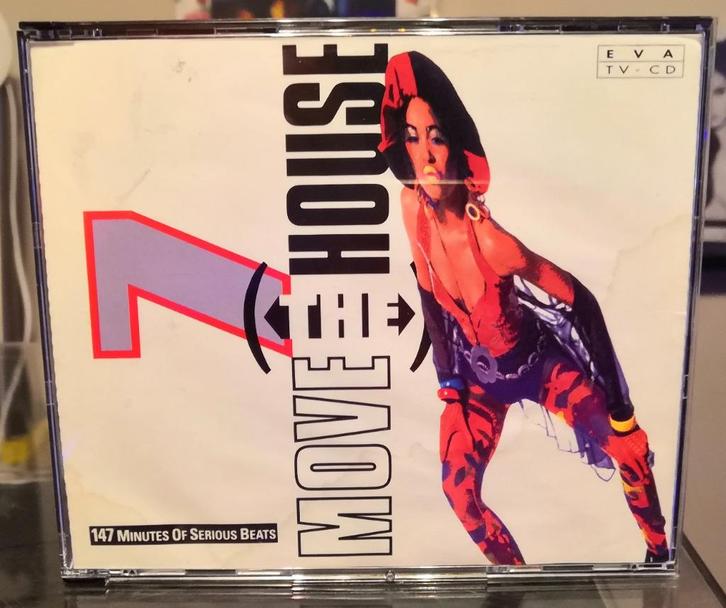 EVA
TV-CD
MOVE (THE) HOUSE
7
147 MINUTES OF SERIOUS BEATS